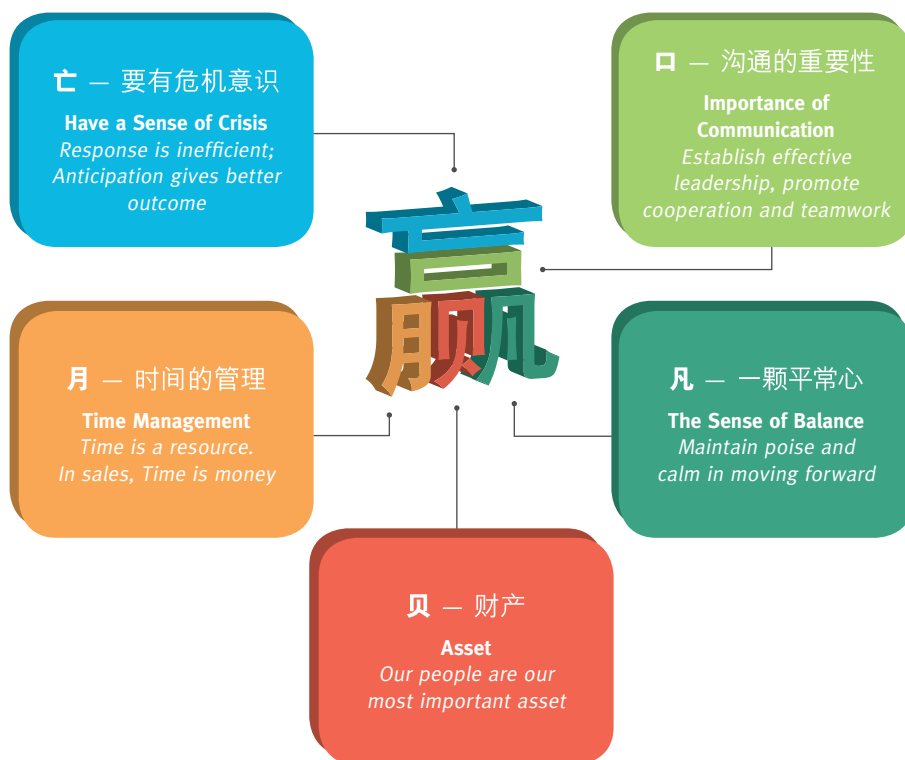 亡 — 要有危机意识
Have a Sense of Crisis
Response is inefficient;
Anticipation gives better
outcome
口 — 沟通的重要性
Importance of
Communication
Establish effective
leadership, promote
cooperation and teamwork
赢
月 — 时间的管理
Time Management
Time is a resource.
In sales, Time is money
凡 — 一颗平常心
The Sense of Balance
Maintain poise and
calm in moving forward
贝 — 财产
Asset
Our people are our
most important asset